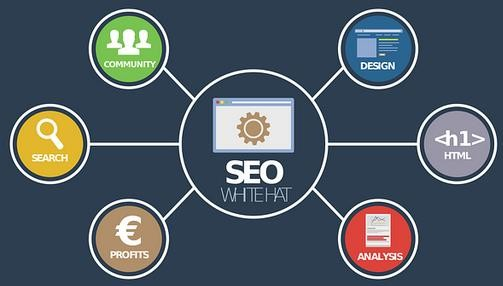 COMMUNITY
DESIGN
SEARCH
SEO
WHITE HAT
<h1>
HTML
€
PROFITS
ANALYSIS